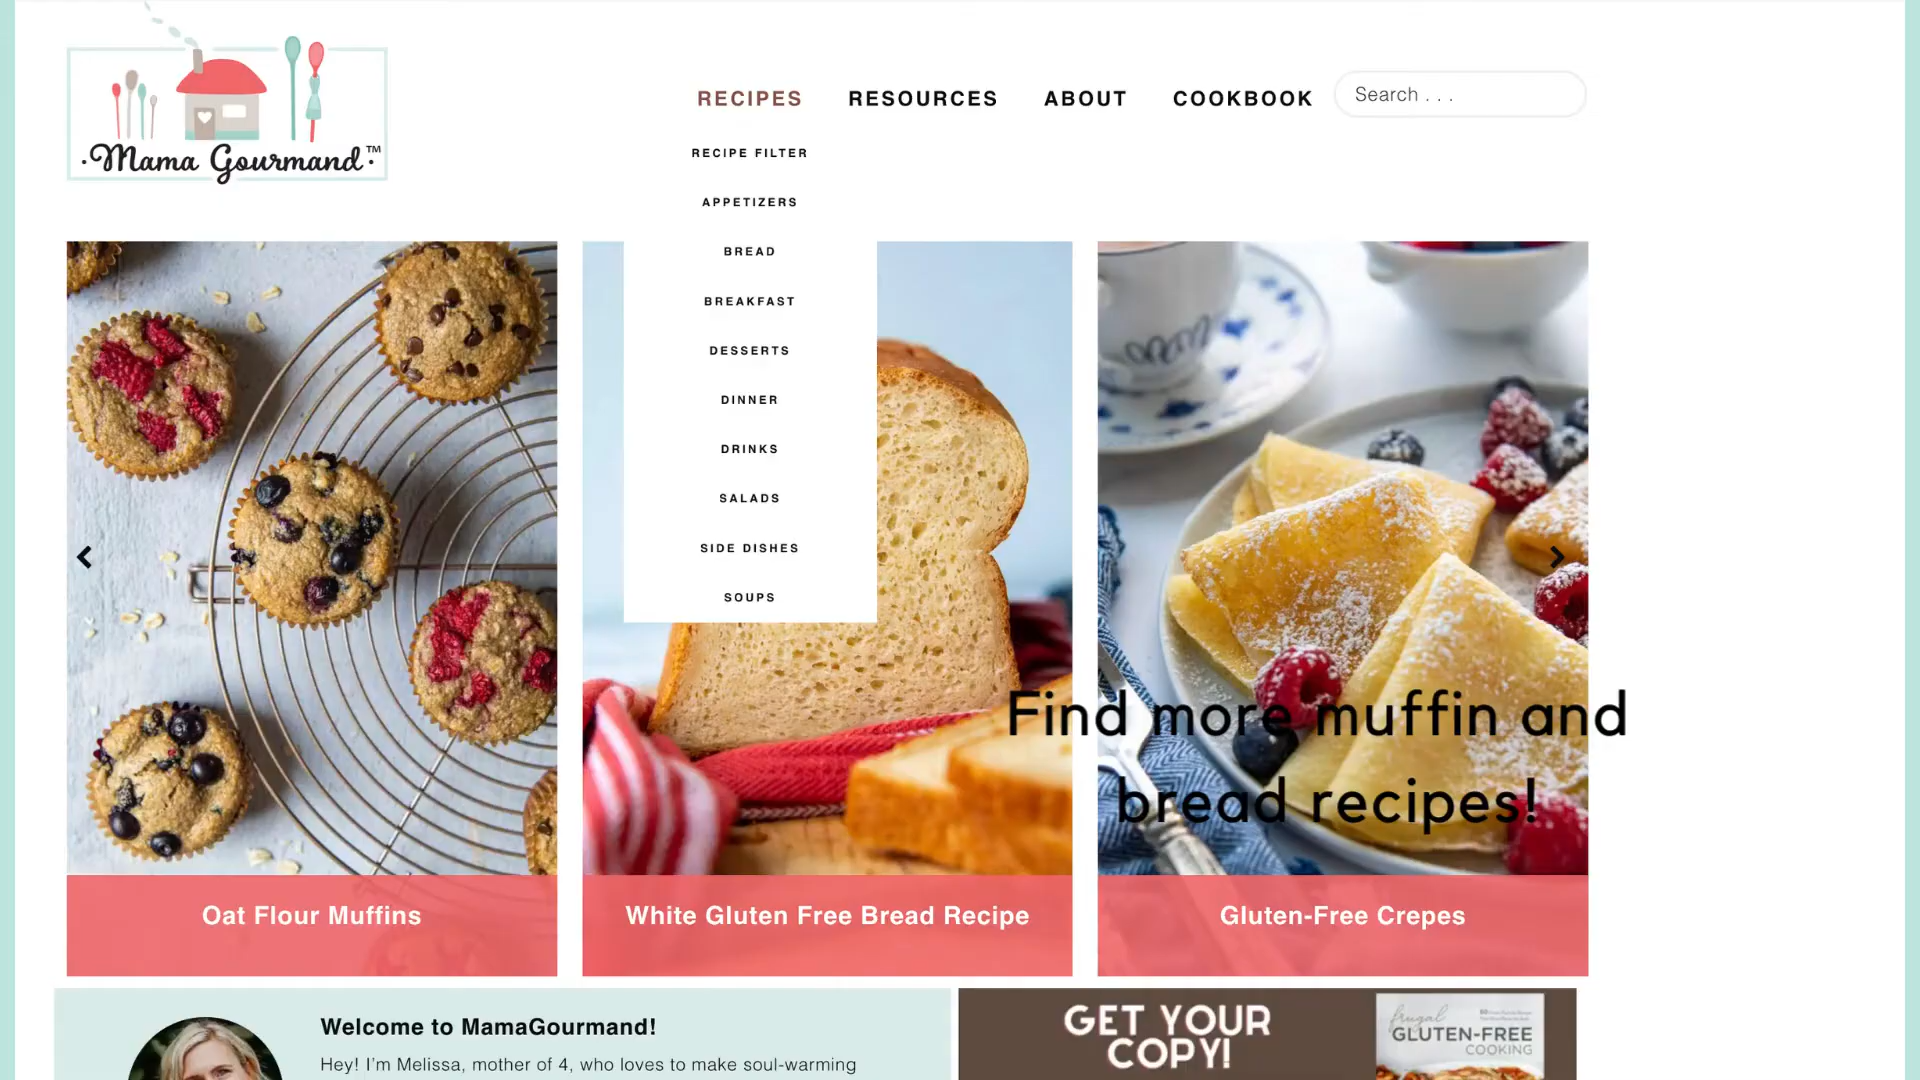 ·Mama Gourmand·™
RECIPES RESOURCES ABOUT COOKBOOK
Search . . .
RECIPE FILTER
APPETIZERS
BREAD
BREAKFAST
DESSERTS
DINNER
DRINKS
SALADS
SIDE DISHES
SOUPS
Find more muffin and
bread recipes!
Oat Flour Muffins
White Gluten Free Bread Recipe
Gluten-Free Crepes
Welcome to MamaGourmand!
Hey! I'm Melissa, mother of 4, who loves to make soul-warming
GET YOUR
COPY!
frugal
GLUTEN-FREE
COOKING